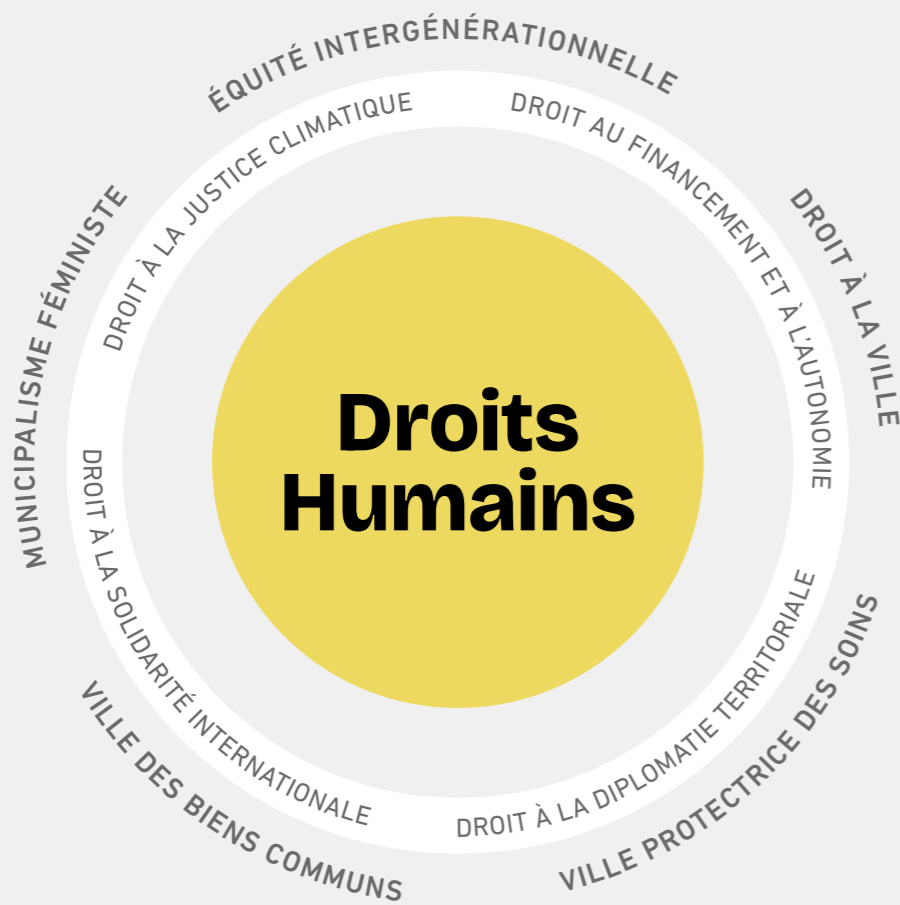 ÉQUITÉ INTERGÉNÉRATIONNELLE
DROIT À LA VILLE
VILLE PROTECTRICE DES SOINS
VILLE DES BIENS COMMUNS
MUNICIPALISME FÉMINISTE
DROIT À LA JUSTICE CLIMATIQUE
DROIT AU FINANCEMENT ET À L'AUTONOMIE
DROIT À LA DIPLOMATIE TERRITORIALE
DROIT À LA SOLIDARITÉ INTERNATIONALE
Droits
Humains